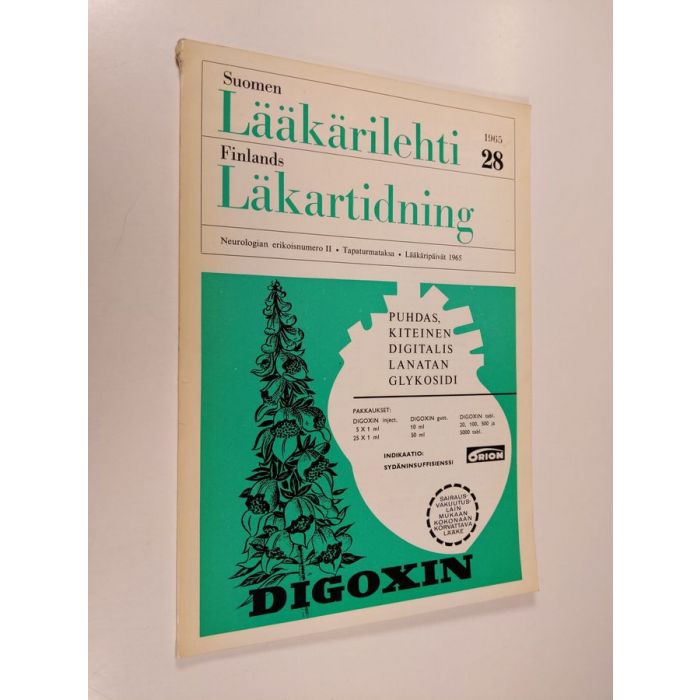 Suomen
Lääkärilehti
1965
28
Finlands
Läkartidning
Neurologian erikoisnumero II • Tapaturmataksa • Lääkäripäivät 1965
PUHDAS,
KITEINEN
DIGITALIS
LANATAN
GLYKOSIDI
PAKKAUKSET:
DIGOXIN inject. DIGOXIN gutt. DIGOXIN tabl.
5 X 1 ml 10 ml 20, 100, 500 ja
25 X 1 ml 50 ml 5000 tabl.
INDIKAATIO:
SYDÄNINSUFFISIENSSI
ORION
SAIRAUS-
VAKUUTUS-
LAIN
MUKAAN
KOKONAAN
KORVATTAVA
LÄÄKE
DIGOXIN